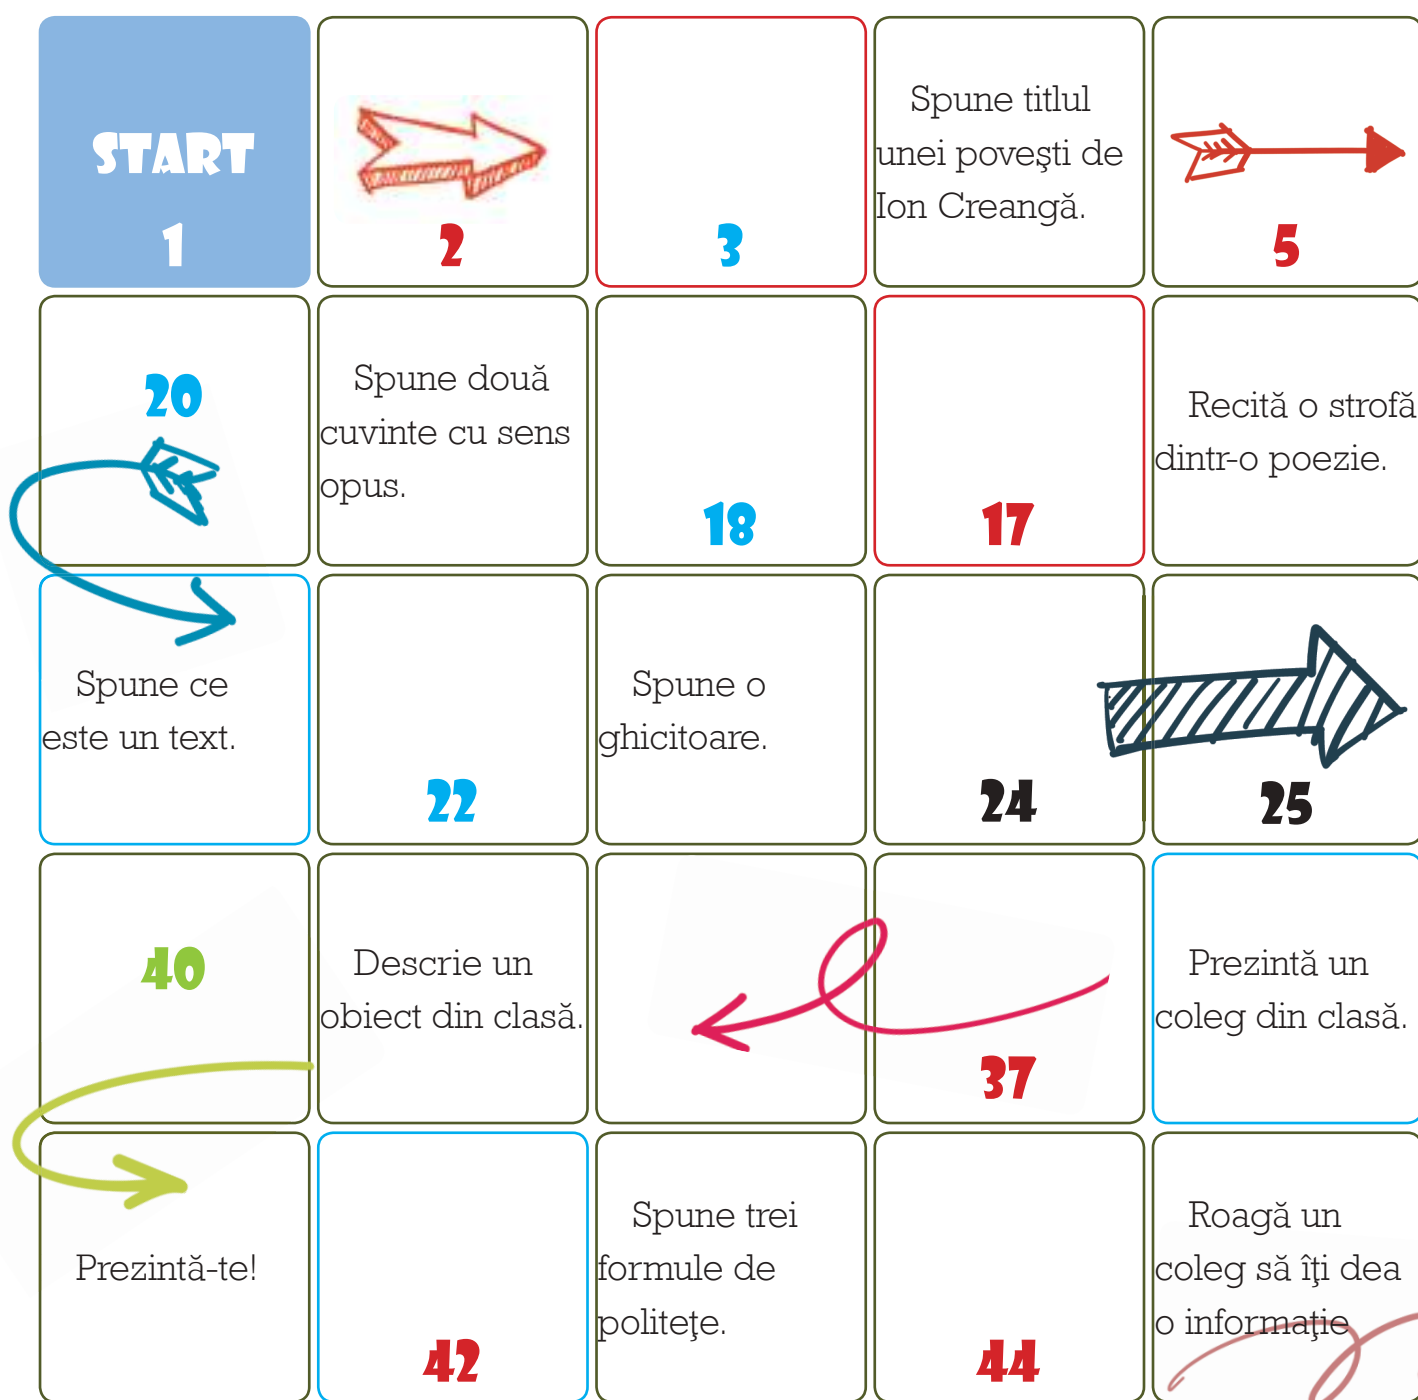 START
1
2
3
Spune titlul
unei poveşti de
Ion Creangă.
5
20
Spune două
cuvinte cu sens
opus.
18
17
Recită o strofă
dintr-o poezie.
Spune ce
este un text.
22
Spune o
ghicitoare.
24
25
40
Descrie un
obiect din clasă.
37
Prezintă un
coleg din clasă.
Prezintă-te!
42
Spune trei
formule de
politeţe.
44
Roagă un
coleg să îţi dea
o informaţie